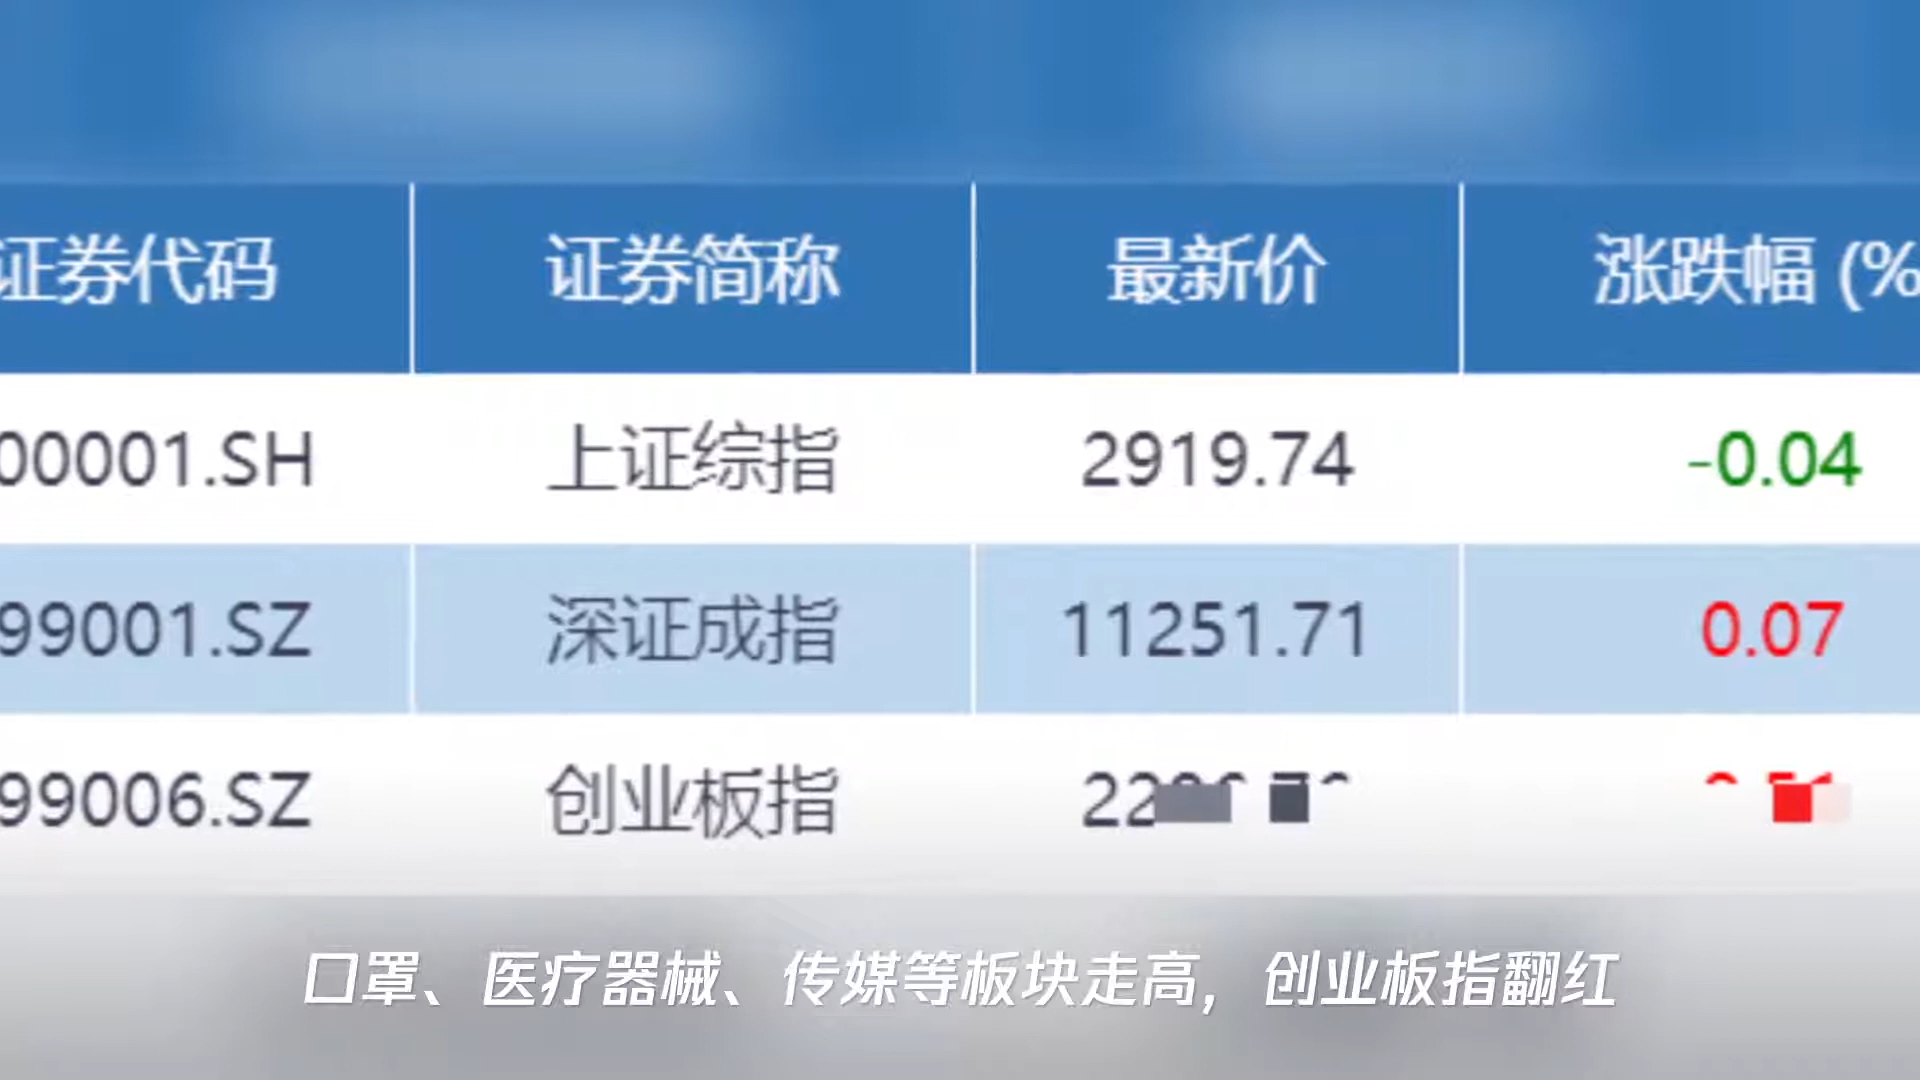 证券代码 证券简称 最新价 涨跌幅 (%
00001.SH 上证综指 2919.74 -0.04
99001.SZ 深证成指 11251.71 0.07
99006.SZ 创业板指
口罩、医疗器械、传媒等板块走高，创业板指翻红